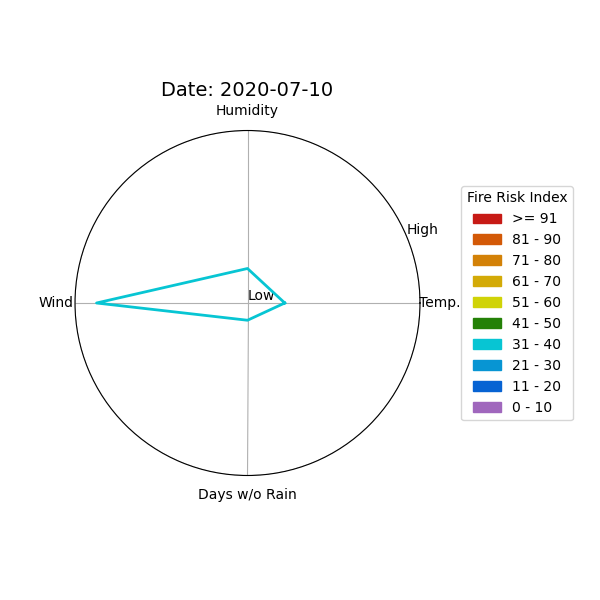 Date: 2020-07-10
Humidity
High
Low
Wind
Temp.
Days w/o Rain
Fire Risk Index
>= 91
81 - 90
71 - 80
61 - 70
51 - 60
41 - 50
31 - 40
21 - 30
11 - 20
0 - 10